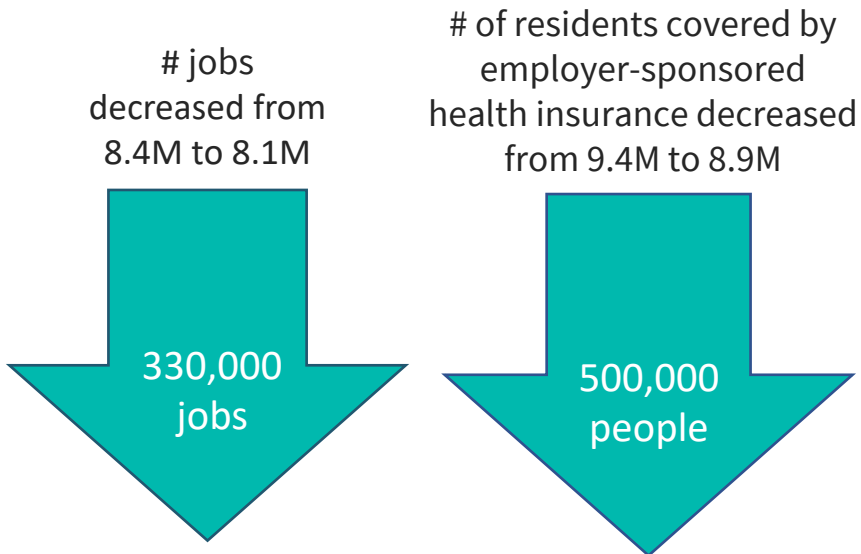 # jobs
decreased from
8.4M to 8.1M
330,000
jobs
# of residents covered by
employer-sponsored
health insurance decreased
from 9.4M to 8.9M
500,000
people